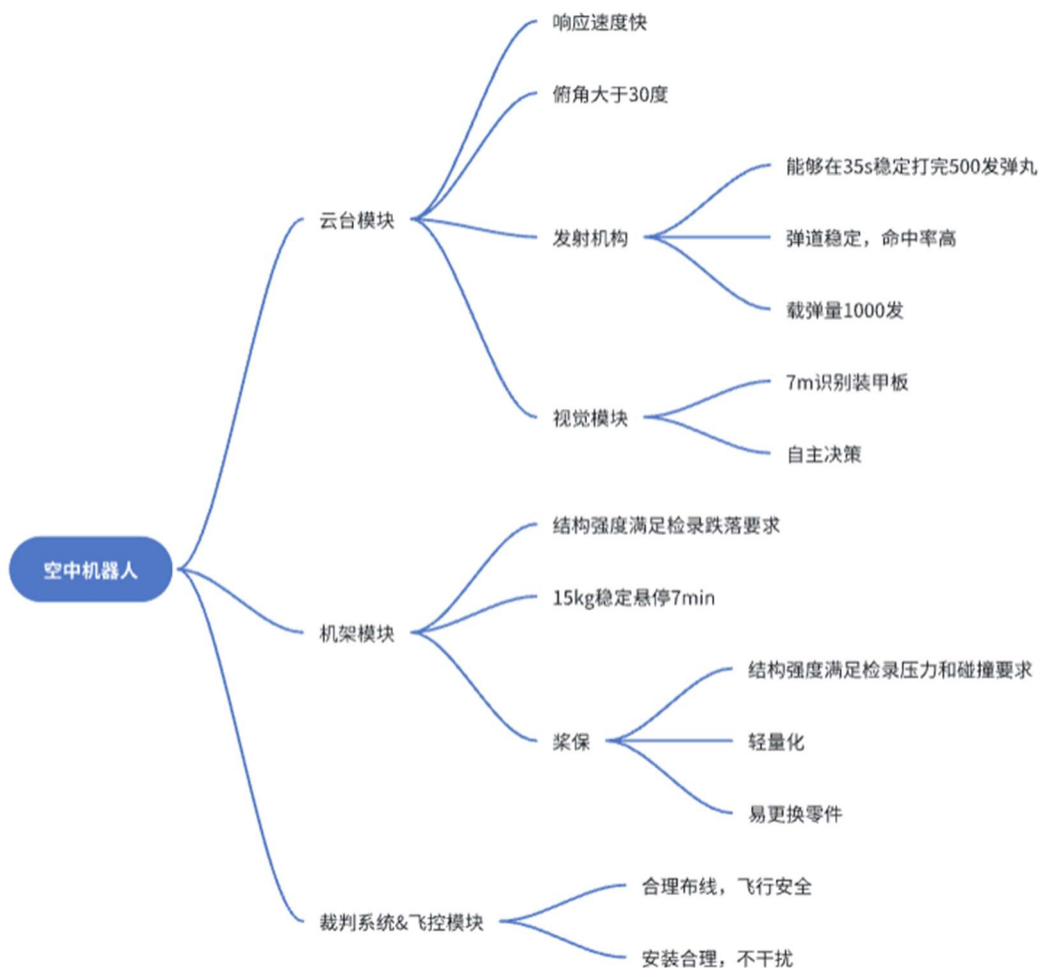 响应速度快
俯角大于30度
能够在35s稳定打完500发弹丸
云台模块
发射机构
弹道稳定，命中率高
载弹量1000发
7m识别装甲板
视觉模块
自主决策
结构强度满足检录跌落要求
空中机器人
15kg稳定悬停7min
机架模块
结构强度满足检录压力和碰撞要求
桨保
轻量化
易更换零件
合理布线，飞行安全
裁判系统&飞控模块
安装合理，不干扰